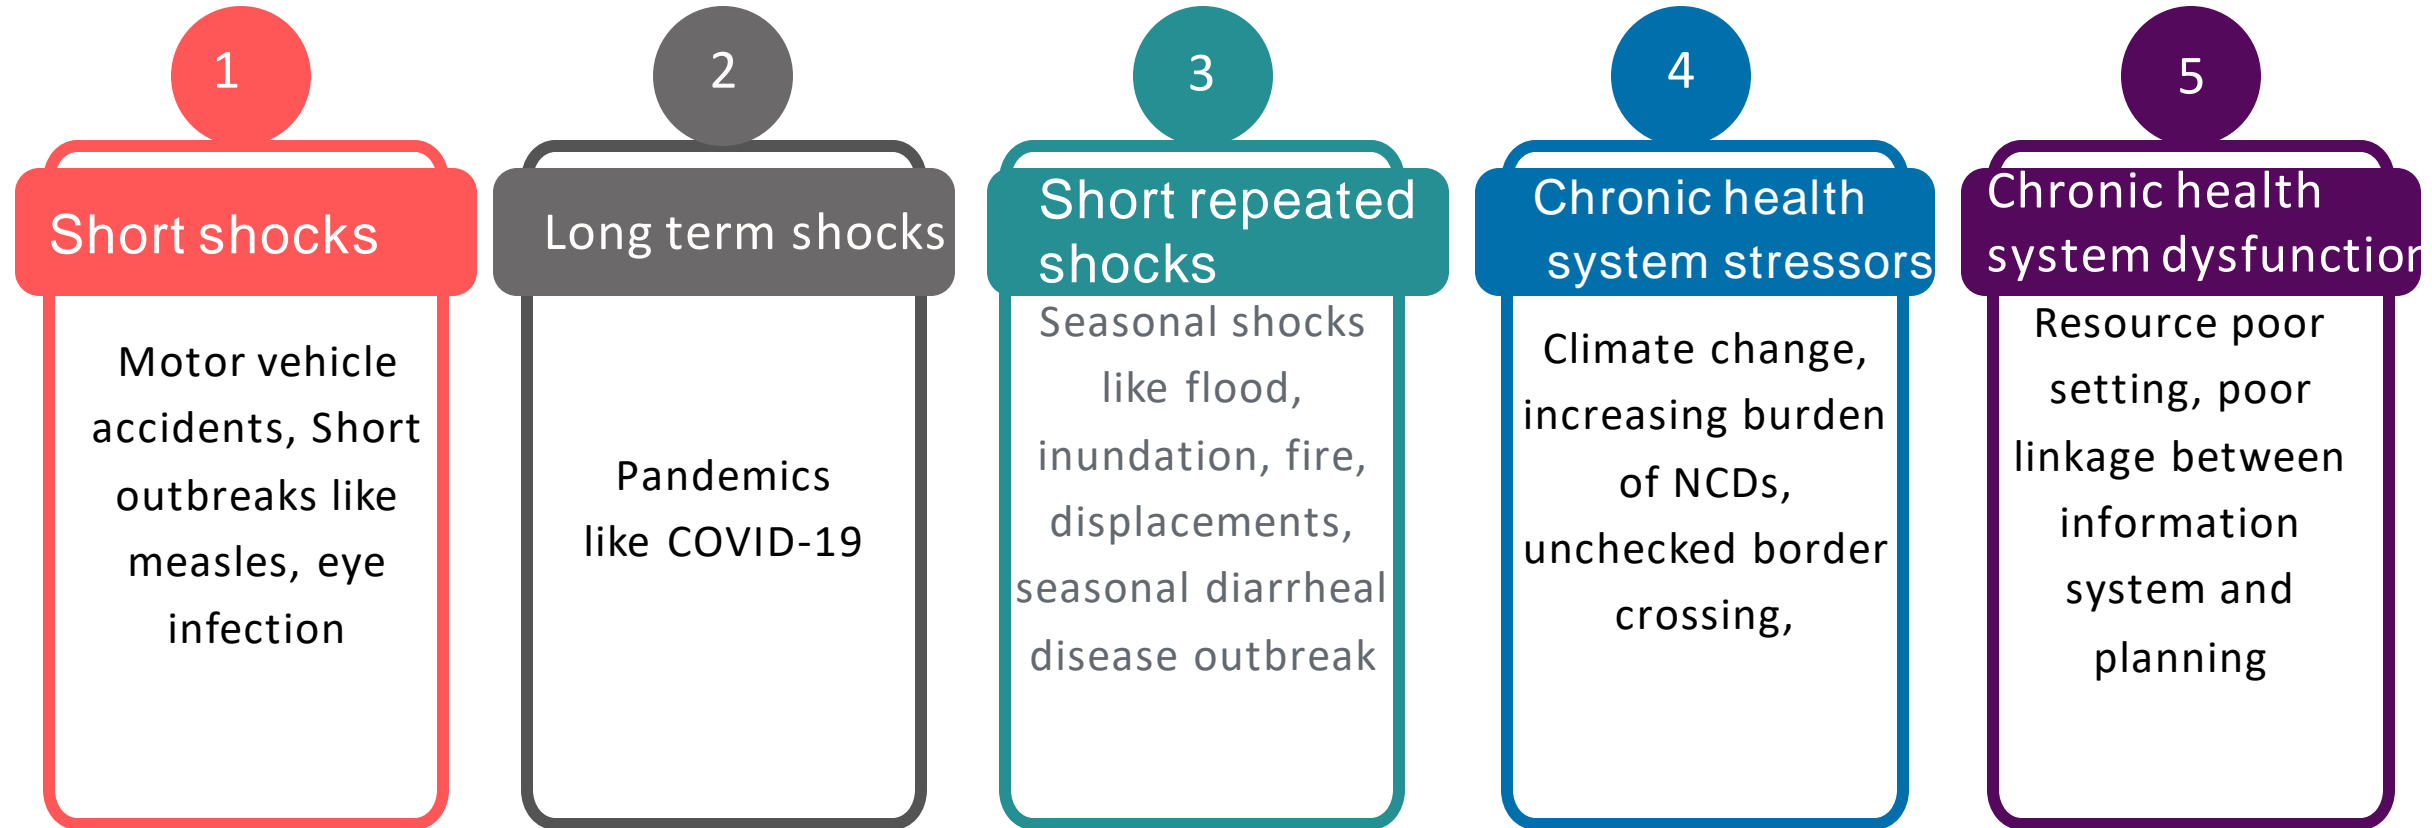 1
Short shocks
Motor vehicle
accidents, Short
outbreaks like
measles, eye
infection
2
Long term shocks
Pandemics
like COVID-19
3
Short repeated
shocks
Seasonal shocks
like flood,
inundation, fire,
displacements,
seasonal diarrheal
disease outbreak
4
Chronic health
system stressors
Climate change,
increasing burden
of NCDs,
unchecked border
crossing,
5
Chronic health
system dysfunction
Resource poor
setting, poor
linkage between
information
system and
planning